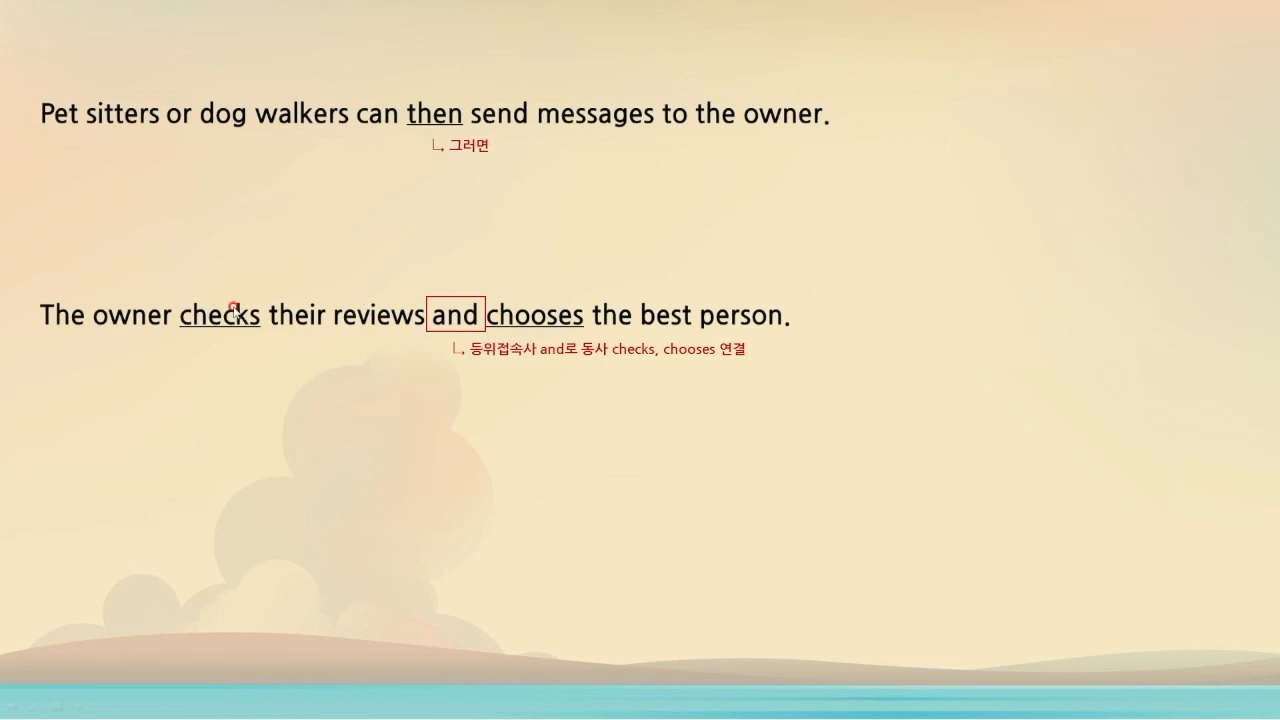 Pet sitters or dog walkers can then send messages to the owner.
그러면
The owner checks their reviews and chooses the best person.
등위접속사 and로 동사 checks, chooses 연결